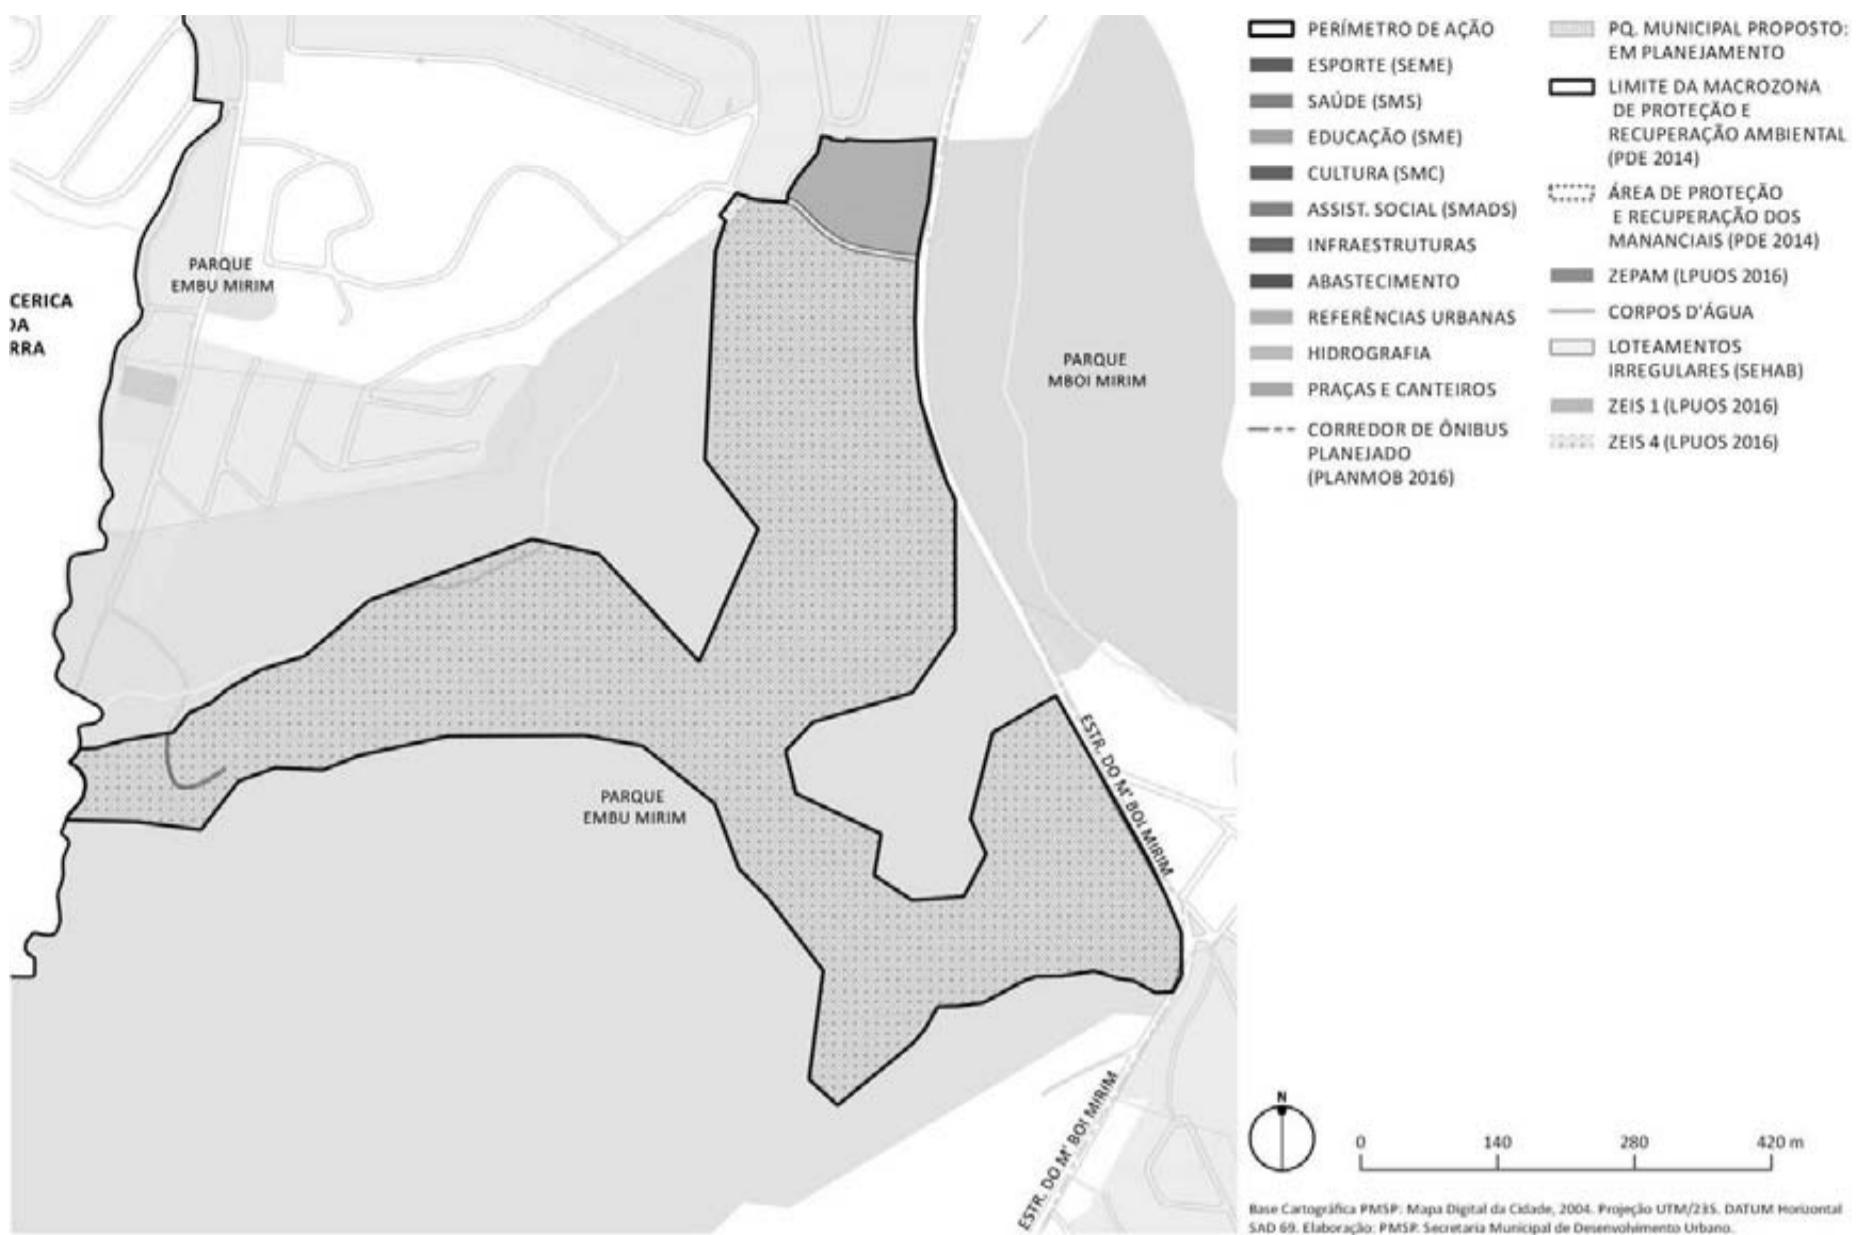 PARQUE
EMBU MIRIM
CERICA
DA
RRA
PARQUE
MBOI MIRIM
PARQUE
EMBU MIRIM
ESTR. DO M' BOI MIRIM
ESTR. DO M' BOI MIRIM
PERÍMETRO DE AÇÃO
ESPORTE (SEME)
SAÚDE (SMS)
EDUCAÇÃO (SME)
CULTURA (SMC)
ASSIST. SOCIAL (SMADS)
INFRAESTRUTURAS
ABASTECIMENTO
REFERÊNCIAS URBANAS
HIDROGRAFIA
PRAÇAS E CANTEIROS
CORREDOR DE ÔNIBUS
PLANEJADO
(PLANMOB 2016)
PQ. MUNICIPAL PROPOSTO:
EM PLANEJAMENTO
LIMITE DA MACROZONA
DE PROTEÇÃO E
RECUPERAÇÃO AMBIENTAL
(PDE 2014)
ÁREA DE PROTEÇÃO
E RECUPERAÇÃO DOS
MANANCIAIS (PDE 2014)
ZEPAM (LPUOS 2016)
CORPOS D'ÁGUA
LOTEAMENTOS
IRREGULARES (SEHAB)
ZEIS 1 (LPUOS 2016)
ZEIS 4 (LPUOS 2016)
N
0 140 280 420 m
Base Cartográfica PMSP: Mapa Digital da Cidade, 2004. Projeção UTM/23S. DATUM Horizontal
SAD 69. Elaboração: PMSP. Secretaria Municipal de Desenvolvimento Urbano.